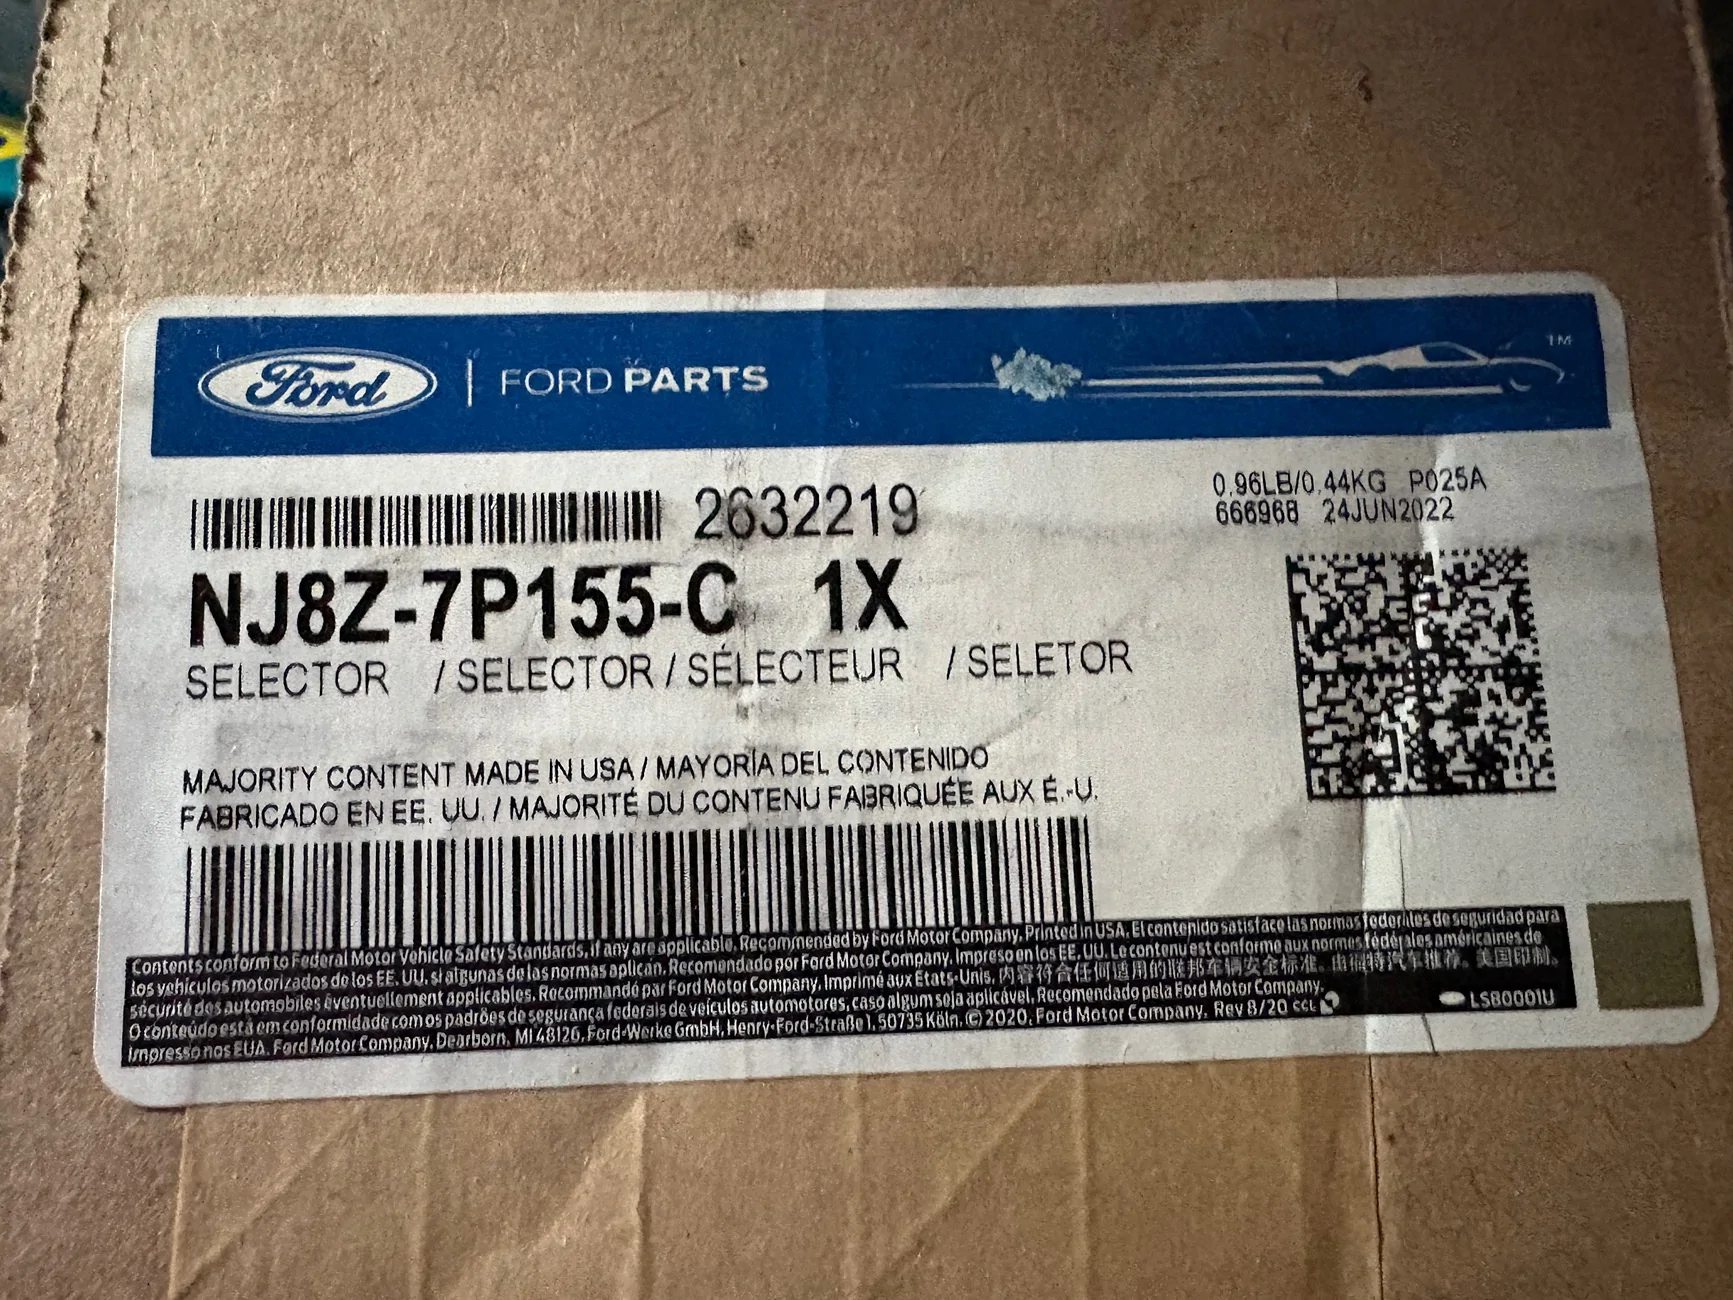 Ford | FORD PARTS
TM
2632219
0.96LB/0.44KG P025A
666968 24JUN2022
NJ8Z-7P155-C 1X
SELECTOR / SELECTOR / SÉLECTEUR / SELETOR
MAJORITY CONTENT MADE IN USA / MAYORÍA DEL CONTENIDO
FABRICADO EN EE. UU. / MAJORITÉ DU CONTENU FABRIQUÉE AUX É.-U.
Contents conform to Federal Motor Vehicle Safety Standards, if any are applicable. Recommended by Ford Motor Company. Printed in USA. El contenido satisface las normas federales de seguridad para
los vehículos motorizados de los EE. UU. si algunas de las normas aplican. Recomendado por Ford Motor Company. Impreso en los EE. UU. Le contenu est conforme aux normes fédérales américaines de
sécurité des automobiles éventuellement applicables. Recommandé par Ford Motor Company. Imprimé aux États-Unis. 内容符合任何适用的联邦车辆安全标准。由福特汽车推荐。美国印制。
O conteúdo está em conformidade com os padrões de segurança federais de veículos automotores, caso algum seja aplicável. Recomendado pela Ford Motor Company.
Impresso nos EUA. Ford Motor Company, Dearborn, MI 48126, Ford-Werke GmbH, Henry-Ford-Straße 1, 50735 Köln. © 2020, Ford Motor Company. Rev 8/20 ccL
LS80001U